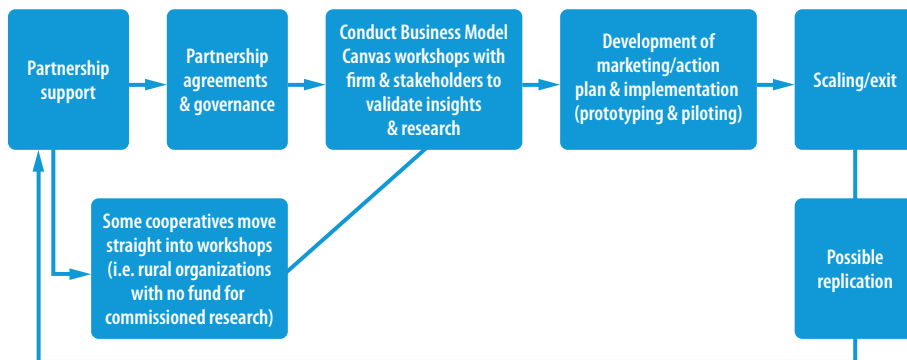 Partnership
support
Partnership
agreements
& governance
Conduct Business Model
Canvas workshops with
firm & stakeholders to
validate insights
& research
Development of
marketing/action
plan & implementation
(prototyping & piloting)
Scaling/exit
Some cooperatives move
straight into workshops
(i.e. rural organizations
with no fund for
commissioned research)
Possible
replication